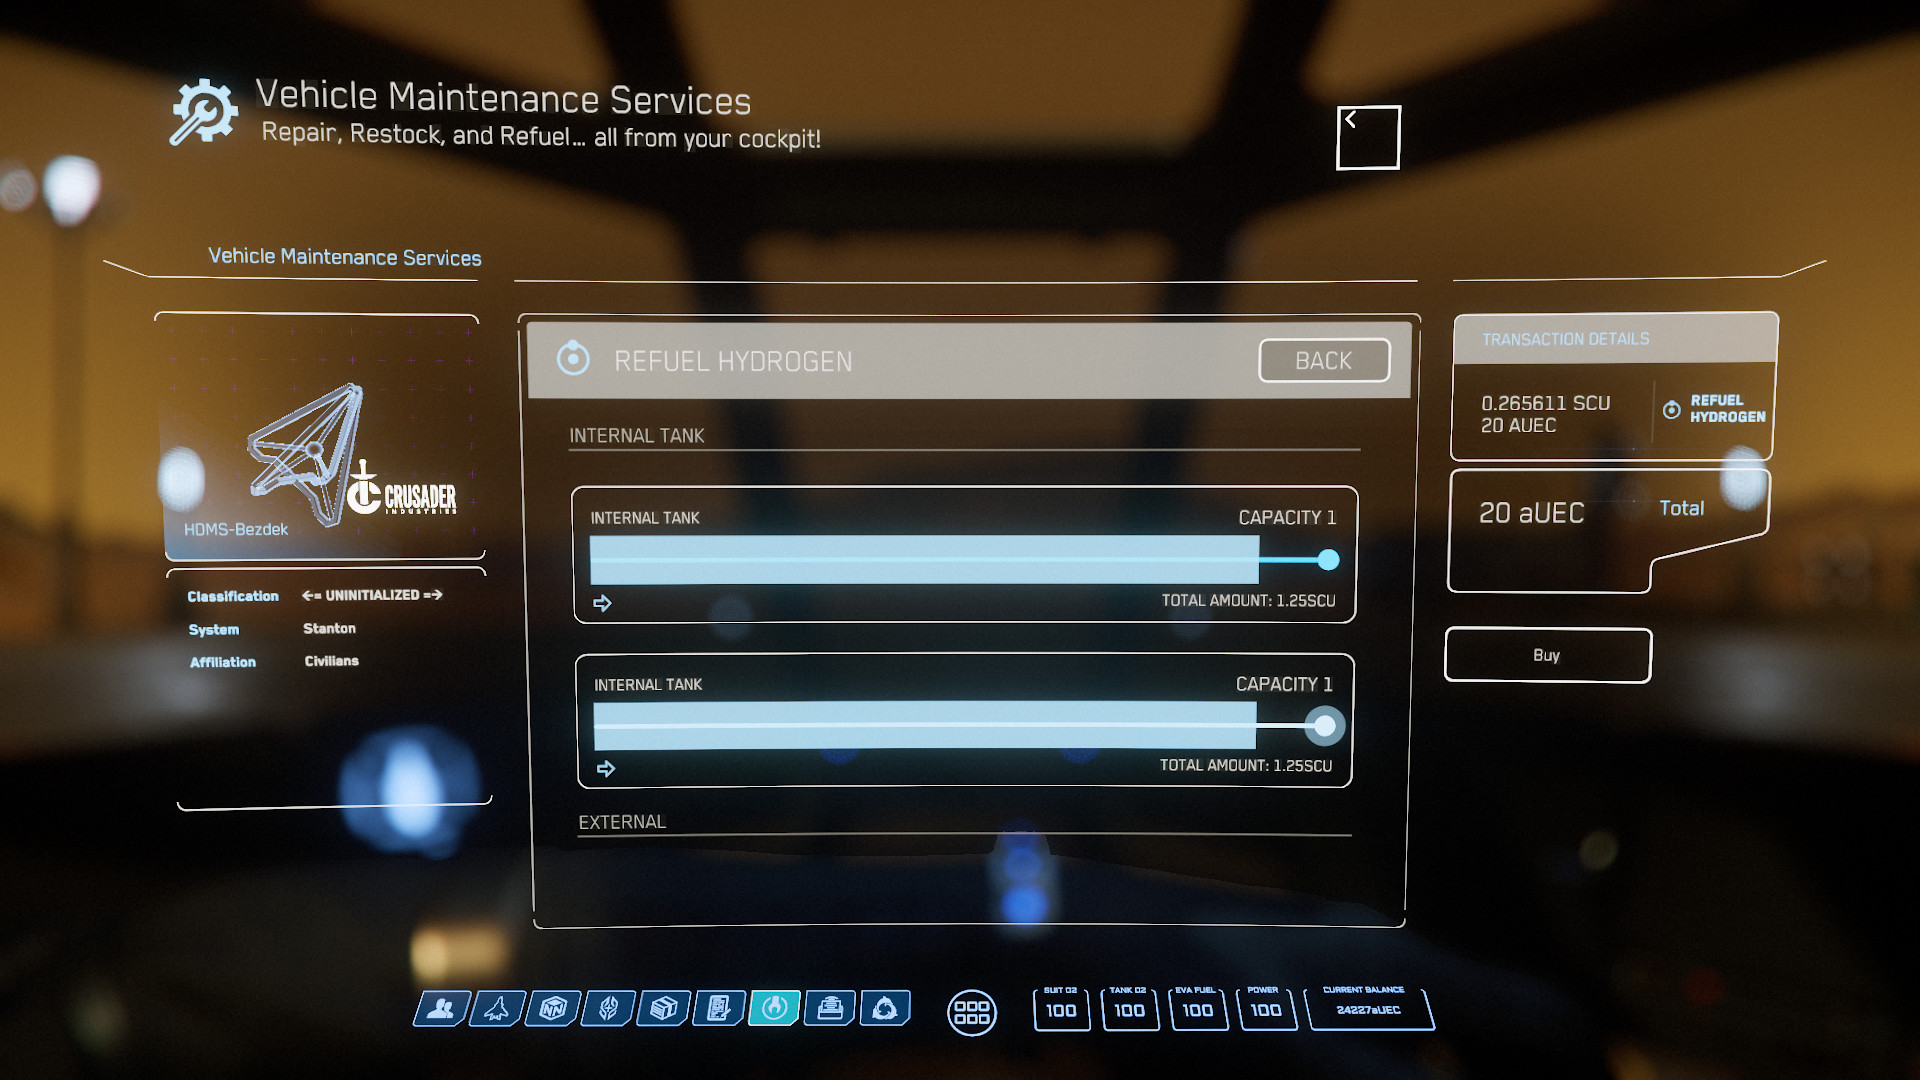 Vehicle Maintenance Services
Repair, Restock, and Refuel... all from your cockpit!
Vehicle Maintenance Services
CRUSADER
INDUSTRIES
HDMS-Bezdek
Classification <-= UNINITIALIZED =->
System Stanton
Affiliation Civilians
REFUEL HYDROGEN
BACK
INTERNAL TANK
INTERNAL TANK CAPACITY 1
TOTAL AMOUNT: 1.25SCU
INTERNAL TANK CAPACITY 1
TOTAL AMOUNT: 1.25SCU
EXTERNAL
TRANSACTION DETAILS
0.265611 SCU
20 AUEC
REFUEL
HYDROGEN
20 aUEC Total
Buy
SUIT O2
100
TANK O2
100
EVA FUEL
100
POWER
100
CURRENT BALANCE
24227aUEC